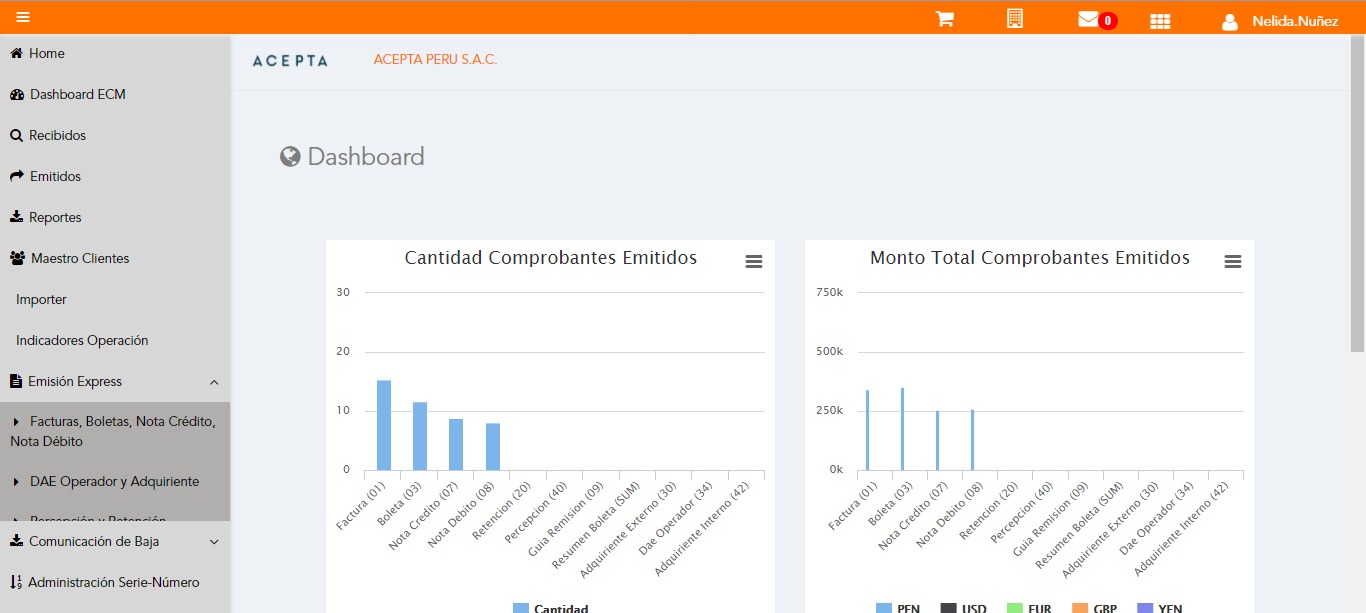 0
Nelida.Nuñez
Home
Dashboard ECM
Recibidos
Emitidos
Reportes
Maestro Clientes
Importer
Indicadores Operación
Emisión Express
Facturas, Boletas, Nota Crédito,
Nota Débito
DAE Operador y Adquiriente
Percepción y Retención
Comunicación de Baja
Administración Serie-Número
ACEPTA
ACEPTA PERU S.A.C.
Dashboard
Cantidad Comprobantes Emitidos
30
20
10
0
Factura (01)
Boleta (03)
Nota Credito (07)
Nota Debito (08)
Retencion (20)
Percepcion (40)
Guia Remision (09)
Resumen Boleta (SUM)
Adquiriente Externo (30)
Dae Operador (34)
Adquiriente Interno (42)
Cantidad
Monto Total Comprobantes Emitidos
750k
500k
250k
0k
Factura (01)
Boleta (03)
Nota Credito (07)
Nota Debito (08)
Retencion (20)
Percepcion (40)
Guia Remision (09)
Resumen Boleta (SUM)
Adquiriente Externo (30)
Dae Operador (34)
Adquiriente Interno (42)
PEN USD EUR GBP YEN